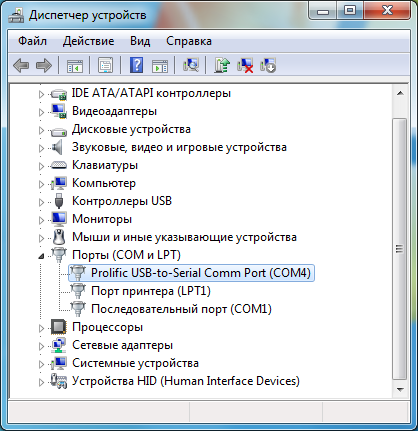 Диспетчер устройств
Файл Действие Вид Справка
IDE ATA/ATAPI контроллеры
Видеоадаптеры
Дисковые устройства
Звуковые, видео и игровые устройства
Клавиатуры
Компьютер
Контроллеры USB
Мониторы
Мыши и иные указывающие устройства
Порты (COM и LPT)
Prolific USB-to-Serial Comm Port (COM4)
Порт принтера (LPT1)
Последовательный порт (COM1)
Процессоры
Сетевые адаптеры
Системные устройства
Устройства HID (Human Interface Devices)